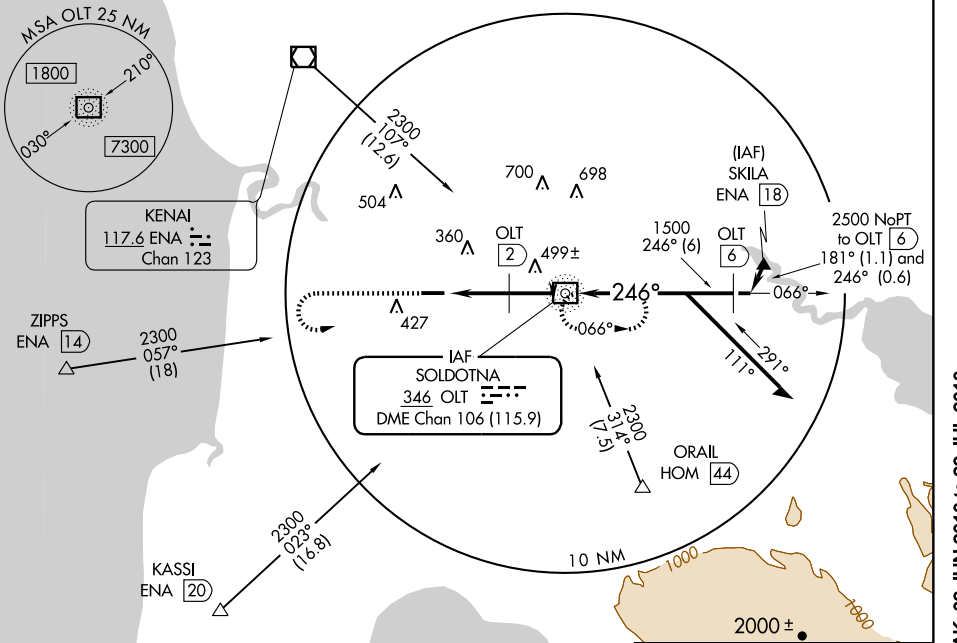 MSA OLT 25 NM
1800
210°
030°
7300
2300
107°
(12.6)
KENAI
117.6 ENA
Chan 123
504
700
698
360
499±
427
OLT
2
(IAF)
SKILA
ENA 18
1500
246° (6)
OLT
6
2500 NoPT
to OLT 6
181° (1.1) and
246° (0.6)
246°
066°
066°
111°
291°
ZIPPS
ENA 14
2300
057°
(18)
IAF
SOLDOTNA
346 OLT
DME Chan 106 (115.9)
2300
314°
(7.5)
ORAIL
HOM 44
2300
023°
(16.8)
KASSI
ENA 20
10 NM
1000
1000
2000 ±